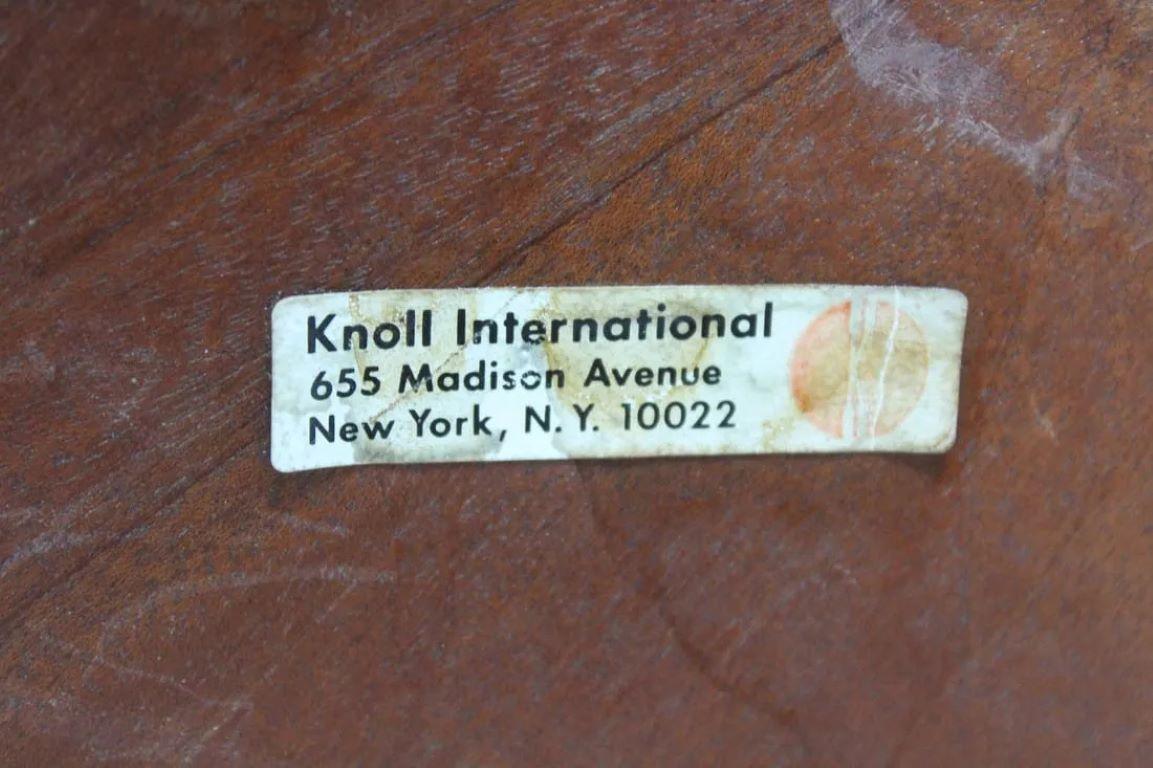 Knoll International
655 Madison Avenue
New York, N.Y. 10022